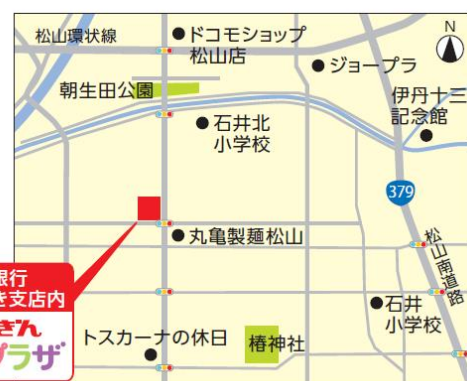 松山環状線
ドコモショップ
松山店
N
ジョープラ
朝生田公園
伊丹十三
記念館
石井北
小学校
379
丸亀製麺松山
松山南道路
銀行
き支店内
ぎん
プラザ
石井
小学校
トスカーナの休日
椿神社